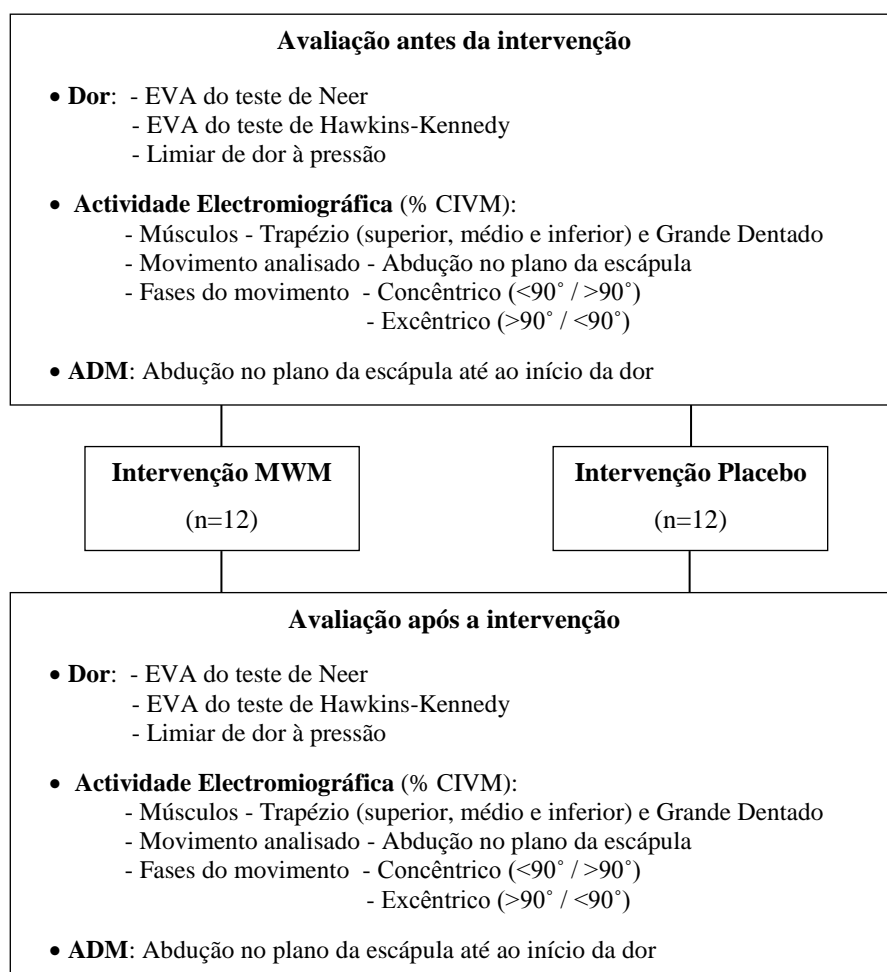 Avaliação antes da intervenção
• Dor: - EVA do teste de Neer
- EVA do teste de Hawkins-Kennedy
- Limiar de dor à pressão
• Actividade Electromiográfica (% CIVM):
- Músculos - Trapézio (superior, médio e inferior) e Grande Dentado
- Movimento analisado - Abdução no plano da escápula
- Fases do movimento - Concêntrico (<90˚ / >90˚)
- Excêntrico (>90˚ / <90˚)
• ADM: Abdução no plano da escápula até ao início da dor
Intervenção MWM
(n=12)
Intervenção Placebo
(n=12)
Avaliação após a intervenção
• Dor: - EVA do teste de Neer
- EVA do teste de Hawkins-Kennedy
- Limiar de dor à pressão
• Actividade Electromiográfica (% CIVM):
- Músculos - Trapézio (superior, médio e inferior) e Grande Dentado
- Movimento analisado - Abdução no plano da escápula
- Fases do movimento - Concêntrico (<90˚ / >90˚)
- Excêntrico (>90˚ / <90˚)
• ADM: Abdução no plano da escápula até ao início da dor